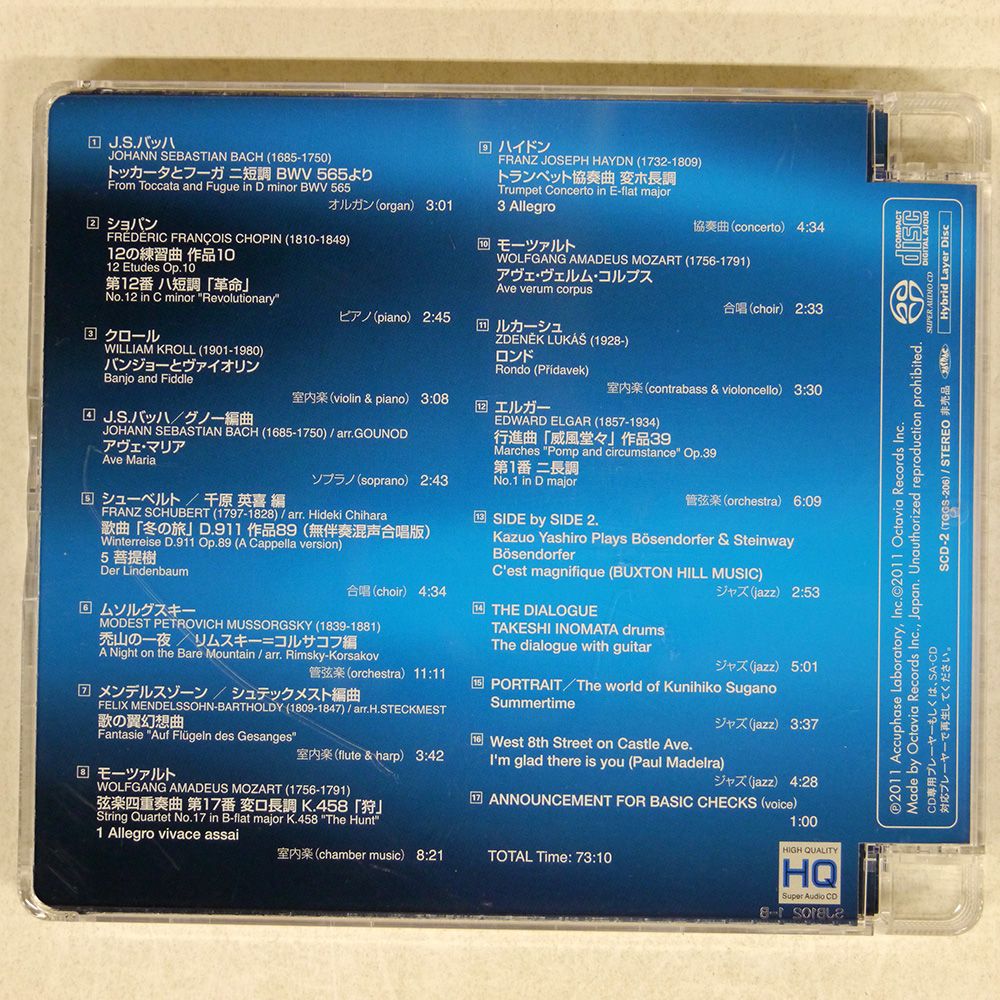 1 J.S.バッハ
JOHANN SEBASTIAN BACH (1685-1750)
トッカータとフーガ ニ短調 BWV 565より
From Toccata and Fugue in D minor BWV 565
オルガン(organ) 3:01
2 ショパン
FRÉDÉRIC FRANÇOIS CHOPIN (1810-1849)
12の練習曲 作品10
12 Etudes Op.10
第12番 ハ短調「革命」
No.12 in C minor "Revolutionary"
ピアノ(piano) 2:45
3 クロール
WILLIAM KROLL (1901-1980)
バンジョーとヴァイオリン
Banjo and Fiddle
室内楽(violin & piano) 3:08
4 J.S.バッハ/グノー編曲
JOHANN SEBASTIAN BACH (1685-1750) / arr.GOUNOD
アヴェ・マリア
Ave Maria
ソプラノ(soprano) 2:43
5 シューベルト / 千原 英喜 編
FRANZ SCHUBERT (1797-1828) / arr. Hideki Chihara
歌曲「冬の旅」D.911 作品89(無伴奏混声合唱版)
Winterreise D.911 Op.89 (A Cappella version)
5 菩提樹
Der Lindenbaum
合唱(choir) 4:34
6 ムソルグスキー
MODEST PETROVICH MUSSORGSKY (1839-1881)
禿山の一夜 / リムスキー=コルサコフ編
A Night on the Bare Mountain / arr. Rimsky-Korsakov
管弦楽(orchestra) 11:11
7 メンデルスゾーン / シュテックメスト編曲
FELIX MENDELSSOHN-BARTHOLDY (1809-1847) / arr.H.STECKMEST
歌の翼幻想曲
Fantasie "Auf Flügeln des Gesanges"
室内楽(flute & harp) 3:42
8 モーツァルト
WOLFGANG AMADEUS MOZART (1756-1791)
弦楽四重奏曲 第17番 変ロ長調 K.458「狩」
String Quartet No.17 in B-flat major K.458 "The Hunt"
1 Allegro vivace assai
室内楽(chamber music) 8:21
9 ハイドン
FRANZ JOSEPH HAYDN (1732-1809)
トランペット協奏曲 変ホ長調
Trumpet Concerto in E-flat major
3 Allegro
協奏曲(concerto) 4:34
10 モーツァルト
WOLFGANG AMADEUS MOZART (1756-1791)
アヴェ・ヴェルム・コルプス
Ave verum corpus
合唱(choir) 2:33
11 ルカーシュ
ZDENĚK LUKÁŠ (1928-)
ロンド
Rondo (Přídavek)
室内楽(contrabass & violoncello) 3:30
12 エルガー
EDWARD ELGAR (1857-1934)
行進曲「威風堂々」作品39
Marches "Pomp and circumstance" Op.39
第1番 ニ長調
No.1 in D major
管弦楽(orchestra) 6:09
13 SIDE by SIDE 2.
Kazuo Yashiro Plays Bösendorfer & Steinway
Bösendorfer
C'est magnifique (BUXTON HILL MUSIC)
ジャズ(jazz) 2:53
14 THE DIALOGUE
TAKESHI INOMATA drums
The dialogue with guitar
ジャズ(jazz) 5:01
15 PORTRAIT/The world of Kunihiko Sugano
Summertime
ジャズ(jazz) 3:37
16 West 8th Street on Castle Ave.
I'm glad there is you (Paul Madelra)
ジャズ(jazz) 4:28
17 ANNOUNCEMENT FOR BASIC CHECKS (voice)
1:00
TOTAL Time: 73:10
HIGH QUALITY
HQ
Super Audio CD
SJB102 1-B
COMPACT
disc
DIGITAL AUDIO
SUPER AUDIO CD
Hybrid Layer Disc
SCD-2 (TGGS-206) / STEREO 非売品
℗2011 Accuphase Laboratory, Inc.©2011 Octavia Records Inc.
Made by Octavia Records Inc., Japan. Unauthorized reproduction prohibited.
CD専用プレーヤーもしくは、SA-CD
対応プレーヤーで再生してください。